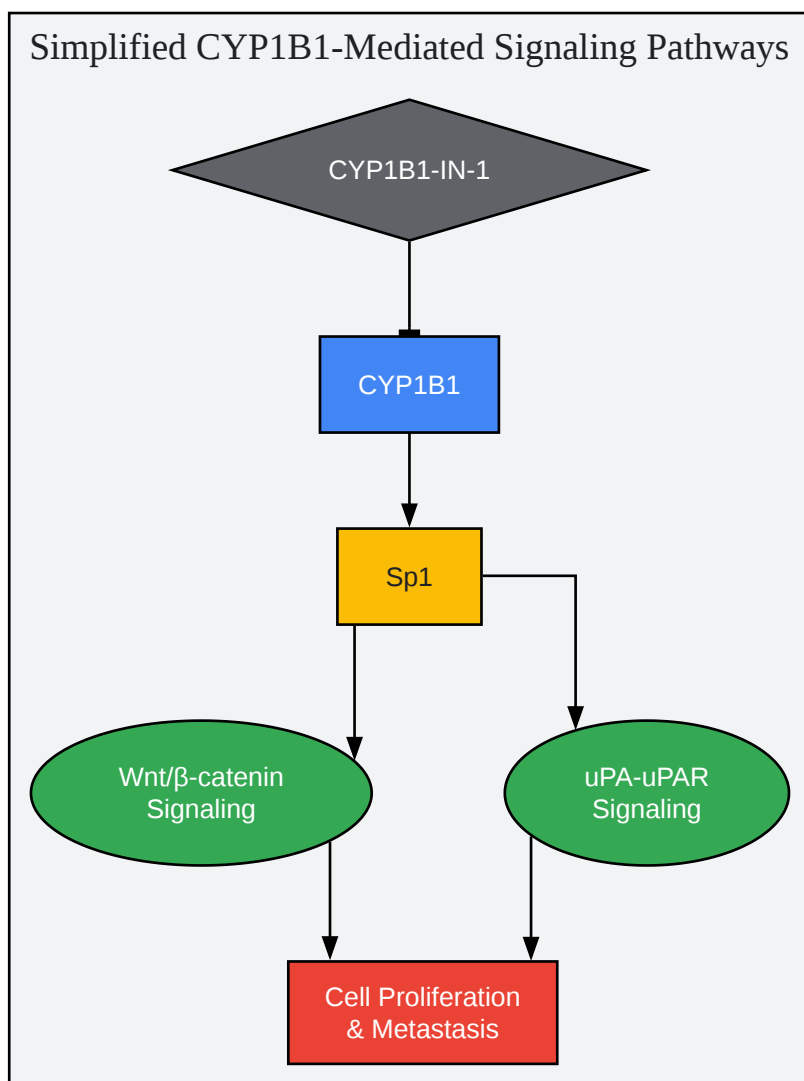 Simplified CYP1B1-Mediated Signaling Pathways
CYP1B1-IN-1
CYP1B1
Sp1
Wnt/β-catenin
Signaling
uPA-uPAR
Signaling
Cell Proliferation
& Metastasis